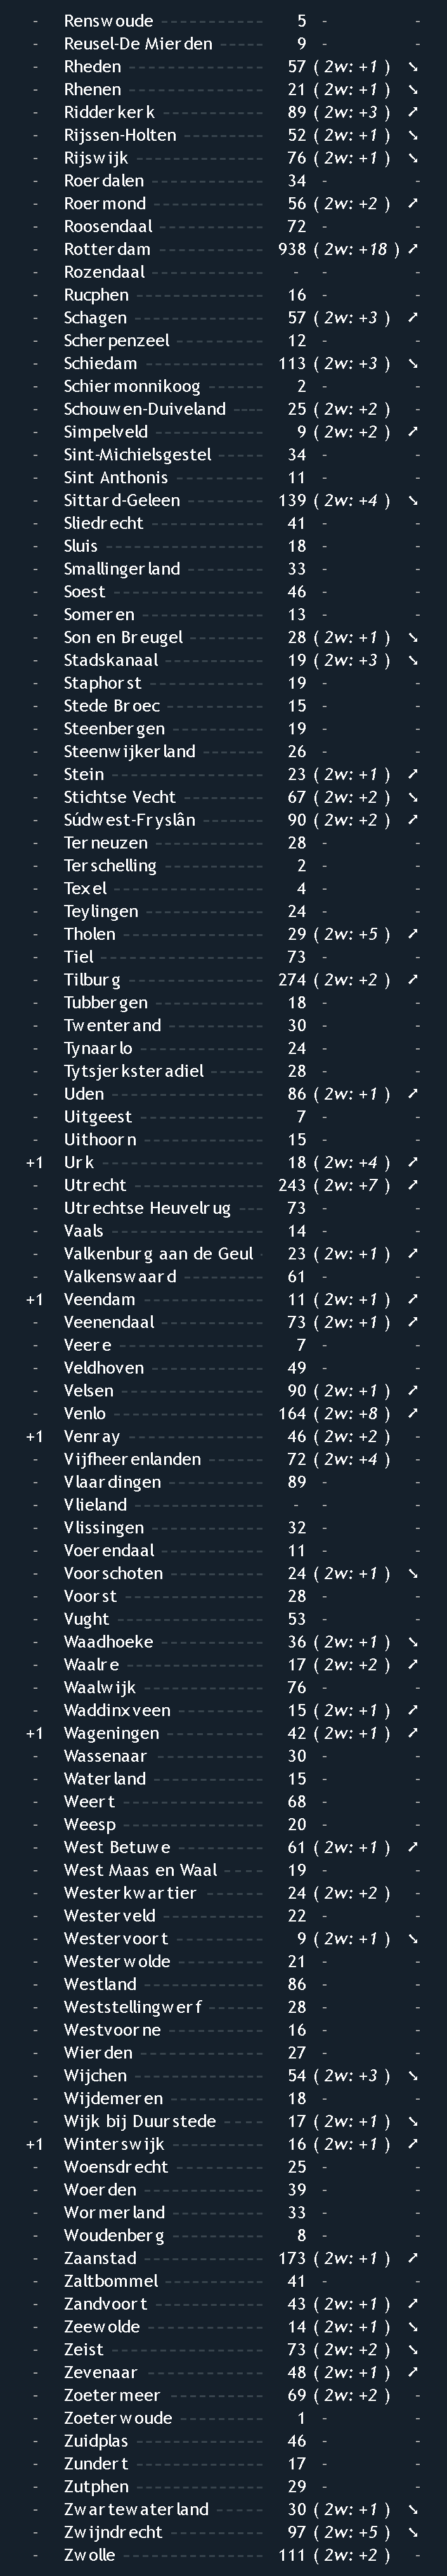 - Renswoude ------------ 5 - -
- Reusel-De Mierden ------ 9 - -
- Rheden --------------- 57 ( 2w: +1 ) ➘
- Rhenen --------------- 21 ( 2w: +1 ) ➘
- Ridderkerk ------------ 89 ( 2w: +3 ) ➚
- Rijssen-Holten ---------- 52 ( 2w: +1 ) ➘
- Rijswijk --------------- 76 ( 2w: +1 ) ➘
- Roerdalen ------------- 34 - -
- Roermond ------------- 56 ( 2w: +2 ) ➚
- Roosendaal ------------ 72 - -
- Rotterdam ------------- 938 ( 2w: +18 ) ➚
- Rozendaal ------------- - - -
- Rucphen -------------- 16 - -
- Schagen --------------- 57 ( 2w: +3 ) ➚
- Scherpenzeel ----------- 12 - -
- Schiedam -------------- 113 ( 2w: +3 ) ➘
- Schiermonnikoog -------- 2 - -
- Schouwen-Duiveland ---- 25 ( 2w: +2 ) -
- Simpelveld ------------- 9 ( 2w: +2 ) ➚
- Sint-Michielsgestel ------ 34 - -
- Sint Anthonis ----------- 11 - -
- Sittard-Geleen ---------- 139 ( 2w: +4 ) ➘
- Sliedrecht ------------- 41 - -
- Sluis ------------------ 18 - -
- Smallingerland ---------- 33 - -
- Soest ----------------- 46 - -
- Someren -------------- 13 - -
- Son en Breugel ---------- 28 ( 2w: +1 ) ➘
- Stadskanaal ------------ 19 ( 2w: +3 ) ➘
- Staphorst -------------- 19 - -
- Stede Broec ------------ 15 - -
- Steenbergen ----------- 19 - -
- Steenwijkerland -------- 26 - -
- Stein ----------------- 23 ( 2w: +1 ) ➚
- Stichtse Vecht ---------- 67 ( 2w: +2 ) ➘
- Súdwest-Fryslân -------- 90 ( 2w: +2 ) ➚
- Terneuzen ------------- 28 - -
- Terschelling ------------ 2 - -
- Texel ----------------- 4 - -
- Teylingen -------------- 24 - -
- Tholen ---------------- 29 ( 2w: +5 ) ➚
- Tiel ------------------ 73 - -
- Tilburg ---------------- 274 ( 2w: +2 ) ➚
- Tubbergen ------------- 18 - -
- Twenterand ------------ 30 - -
- Tynaarlo --------------- 24 - -
- Tytsjerksteradiel -------- 28 - -
- Uden ----------------- 86 ( 2w: +1 ) ➚
- Uitgeest --------------- 7 - -
- Uithoorn -------------- 15 - -
+1 Urk ------------------ 18 ( 2w: +4 ) ➚
- Utrecht --------------- 243 ( 2w: +7 ) ➚
- Utrechtse Heuvelrug ---- 73 - -
- Vaals ----------------- 14 - -
- Valkenburg aan de Geul - 23 ( 2w: +1 ) ➚
- Valkenswaard ---------- 61 - -
+1 Veendam -------------- 11 ( 2w: +1 ) ➚
- Veenendaal ------------ 73 ( 2w: +1 ) ➚
- Veere ----------------- 7 - -
- Veldhoven ------------- 49 - -
- Velsen ---------------- 90 ( 2w: +1 ) ➚
- Venlo ----------------- 164 ( 2w: +8 ) ➚
+1 Venray --------------- 46 ( 2w: +2 ) -
- Vijfheerenlanden ------- 72 ( 2w: +4 ) -
- Vlaardingen ------------ 89 - -
- Vlieland --------------- - - -
- Vlissingen ------------- 32 - -
- Voerendaal ------------ 11 - -
- Voorschoten ----------- 24 ( 2w: +1 ) ➘
- Voorst ---------------- 28 - -
- Vught ---------------- 53 - -
- Waadhoeke ------------ 36 ( 2w: +1 ) ➘
- Waalre ---------------- 17 ( 2w: +2 ) ➚
- Waalwijk -------------- 76 - -
- Waddinxveen ----------- 15 ( 2w: +1 ) ➚
+1 Wageningen ----------- 42 ( 2w: +1 ) ➚
- Wassenaar ------------- 30 - -
- Waterland ------------- 15 - -
- Weert ---------------- 68 - -
- Weesp ---------------- 20 - -
- West Betuwe ----------- 61 ( 2w: +1 ) ➚
- West Maas en Waal ----- 19 - -
- Westerkwartier --------- 24 ( 2w: +2 ) -
- Westerveld ------------ 22 - -
- Westervoort ----------- 9 ( 2w: +1 ) ➘
- Westerwolde ----------- 21 - -
- Westland -------------- 86 - -
- Weststellingwerf ------- 28 - -
- Westvoorne ------------ 16 - -
- Wierden --------------- 27 - -
- Wijchen --------------- 54 ( 2w: +3 ) ➘
- Wijdemeren ------------ 18 - -
- Wijk bij Duurstede ----- 17 ( 2w: +1 ) ➘
+1 Winterswijk ------------ 16 ( 2w: +1 ) ➚
- Woensdrecht ----------- 25 - -
- Woerden -------------- 39 - -
- Wormerland ----------- 33 - -
- Woudenberg ----------- 8 - -
- Zaanstad -------------- 173 ( 2w: +1 ) ➚
- Zaltbommel ------------ 41 - -
- Zandvoort ------------- 43 ( 2w: +1 ) ➚
- Zeewolde ------------- 14 ( 2w: +1 ) ➘
- Zeist ----------------- 73 ( 2w: +2 ) ➘
- Zevenaar -------------- 48 ( 2w: +1 ) ➚
- Zoetermeer ------------ 69 ( 2w: +2 ) -
- Zoeterwoude ----------- 1 - -
- Zuidplas --------------- 46 - -
- Zundert --------------- 17 - -
- Zutphen --------------- 29 - -
- Zwartewaterland ------- 30 ( 2w: +1 ) ➘
- Zwijndrecht ----------- 97 ( 2w: +5 ) ➘
- Zwolle ---------------- 111 ( 2w: +2 ) -